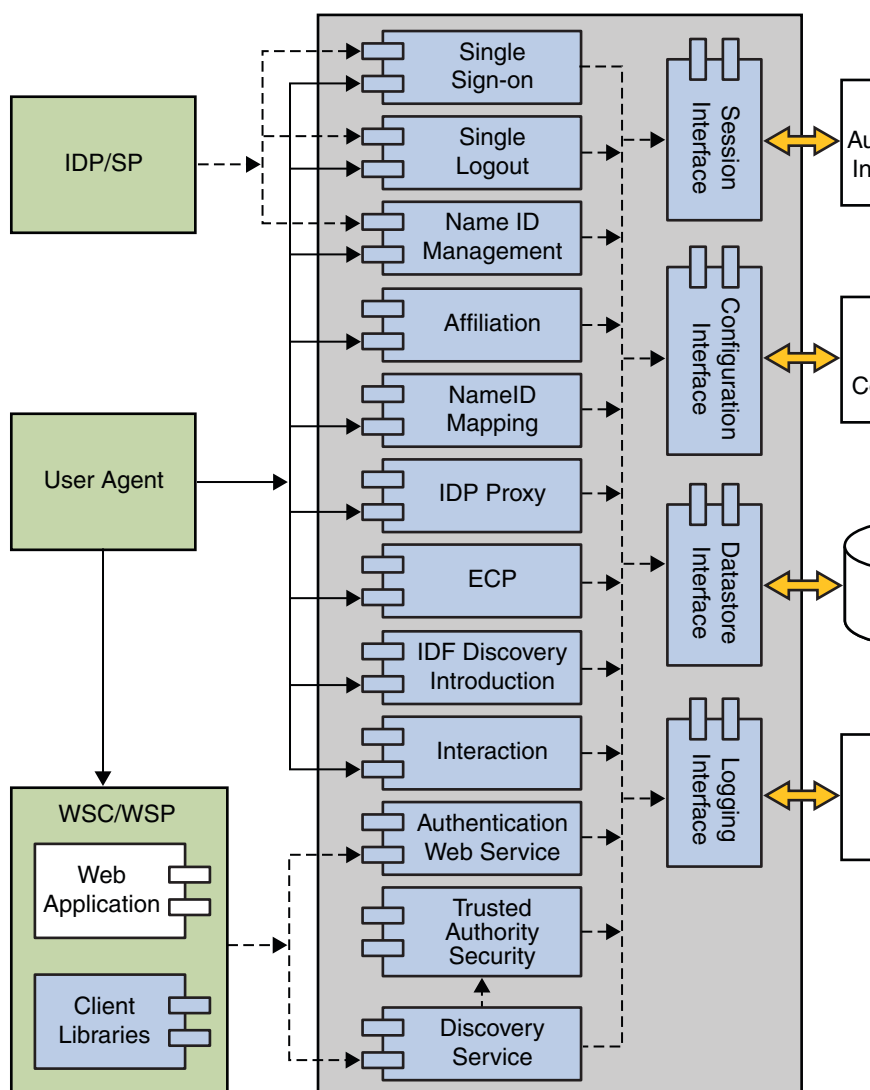 IDP/SP
User Agent
WSC/WSP
Web
Application
Client
Libraries
Single
Sign-on
Single
Logout
Name ID
Management
Affiliation
NameID
Mapping
IDP Proxy
ECP
IDF Discovery
Introduction
Interaction
Authentication
Web Service
Trusted
Authority
Security
Discovery
Service
Session
Interface
Configuration
Interface
Datastore
Interface
Logging
Interface